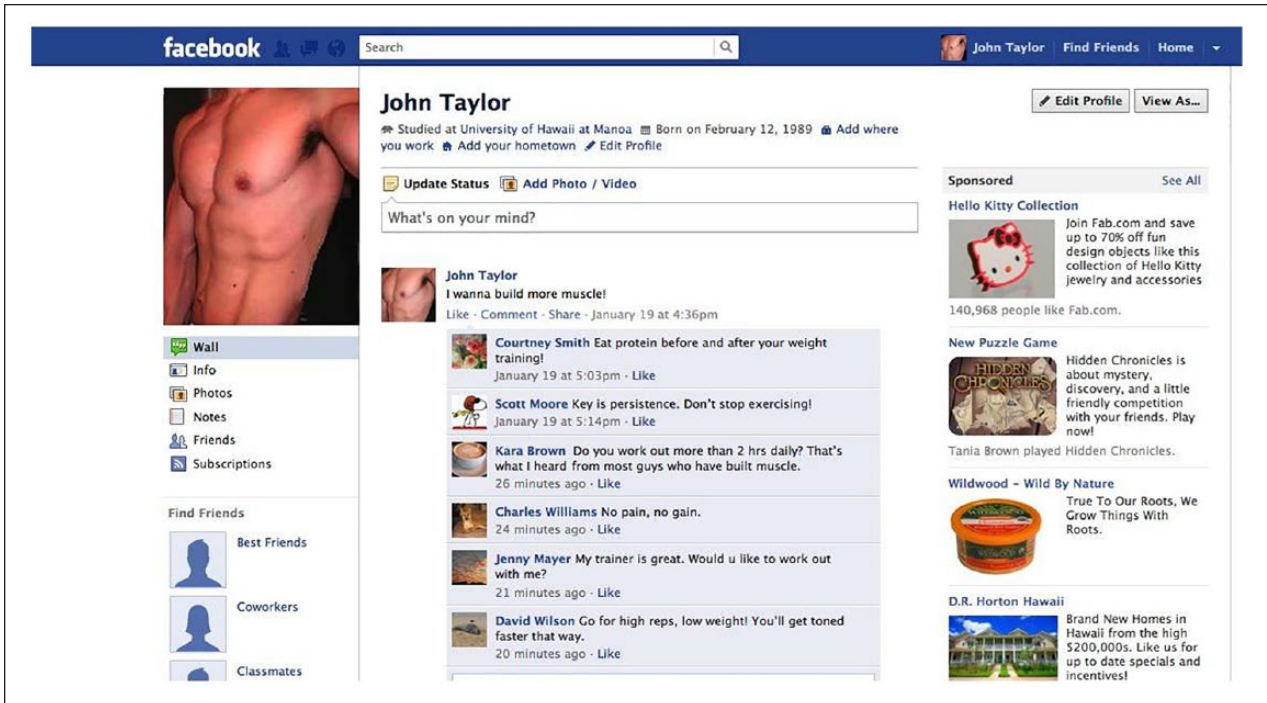 facebook
Search
John Taylor
Find Friends
Home
John Taylor
Edit Profile
View As...
Studied at University of Hawaii at Manoa Born on February 12, 1989 Add where
you work Add your hometown Edit Profile
Update Status Add Photo / Video
What's on your mind?
John Taylor
I wanna build more muscle!
Like · Comment · Share · January 19 at 4:36pm
Courtney Smith Eat protein before and after your weight
training!
January 19 at 5:03pm · Like
Scott Moore Key is persistence. Don't stop exercising!
January 19 at 5:14pm · Like
Kara Brown Do you work out more than 2 hrs daily? That's
what I heard from most guys who have built muscle.
26 minutes ago · Like
Charles Williams No pain, no gain.
24 minutes ago · Like
Jenny Mayer My trainer is great. Would u like to work out
with me?
21 minutes ago · Like
David Wilson Go for high reps, low weight! You'll get toned
faster that way.
20 minutes ago · Like
Wall
Info
Photos
Notes
Friends
Subscriptions
Find Friends
Best Friends
Coworkers
Classmates
Sponsored
See All
Hello Kitty Collection
Join Fab.com and save
up to 70% off fun
design objects like this
collection of Hello Kitty
jewelry and accessories
140,968 people like Fab.com.
New Puzzle Game
HIDDEN
CHRONICLES
Hidden Chronicles is
about mystery,
discovery, and a little
friendly competition
with your friends. Play
now!
Tania Brown played Hidden Chronicles.
Wildwood – Wild By Nature
WILDWOOD
True To Our Roots, We
Grow Things With
Roots.
D.R. Horton Hawaii
Brand New Homes in
Hawaii from the high
$200,000s. Like us for
up to date specials and
incentives!